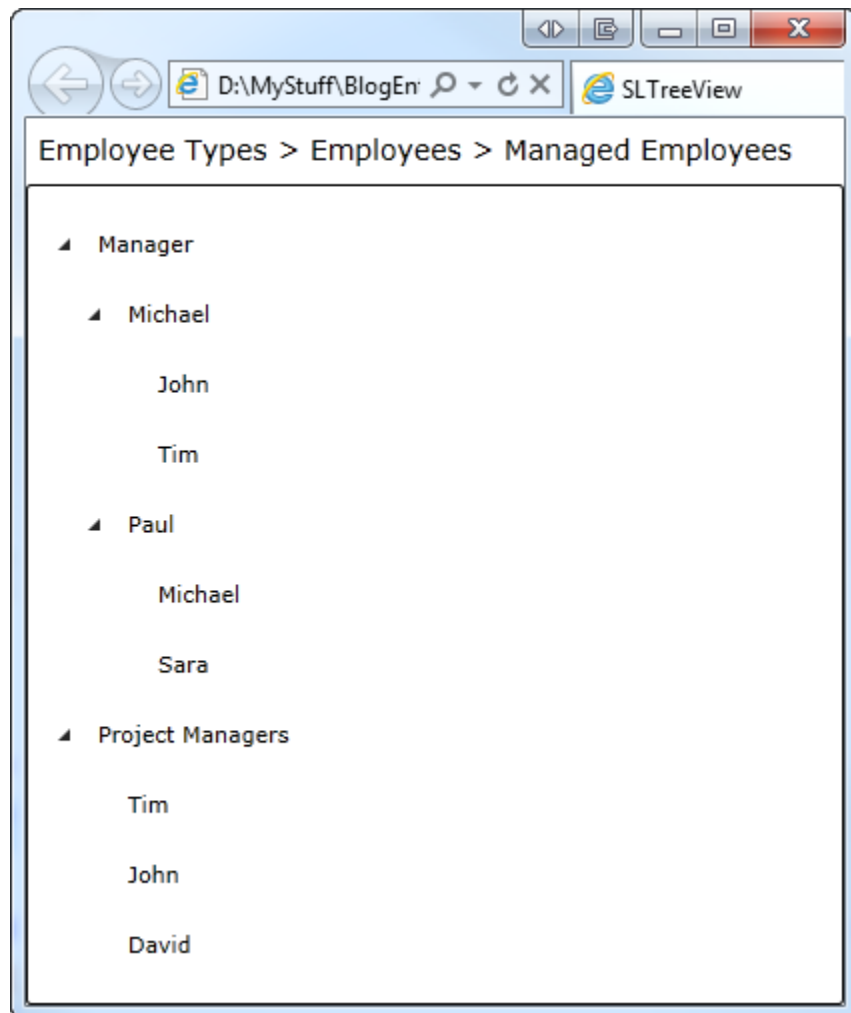 D:\MyStuff\BlogEn
SLTreeView
Employee Types > Employees > Managed Employees
Manager
Michael
John
Tim
Paul
Michael
Sara
Project Managers
Tim
John
David